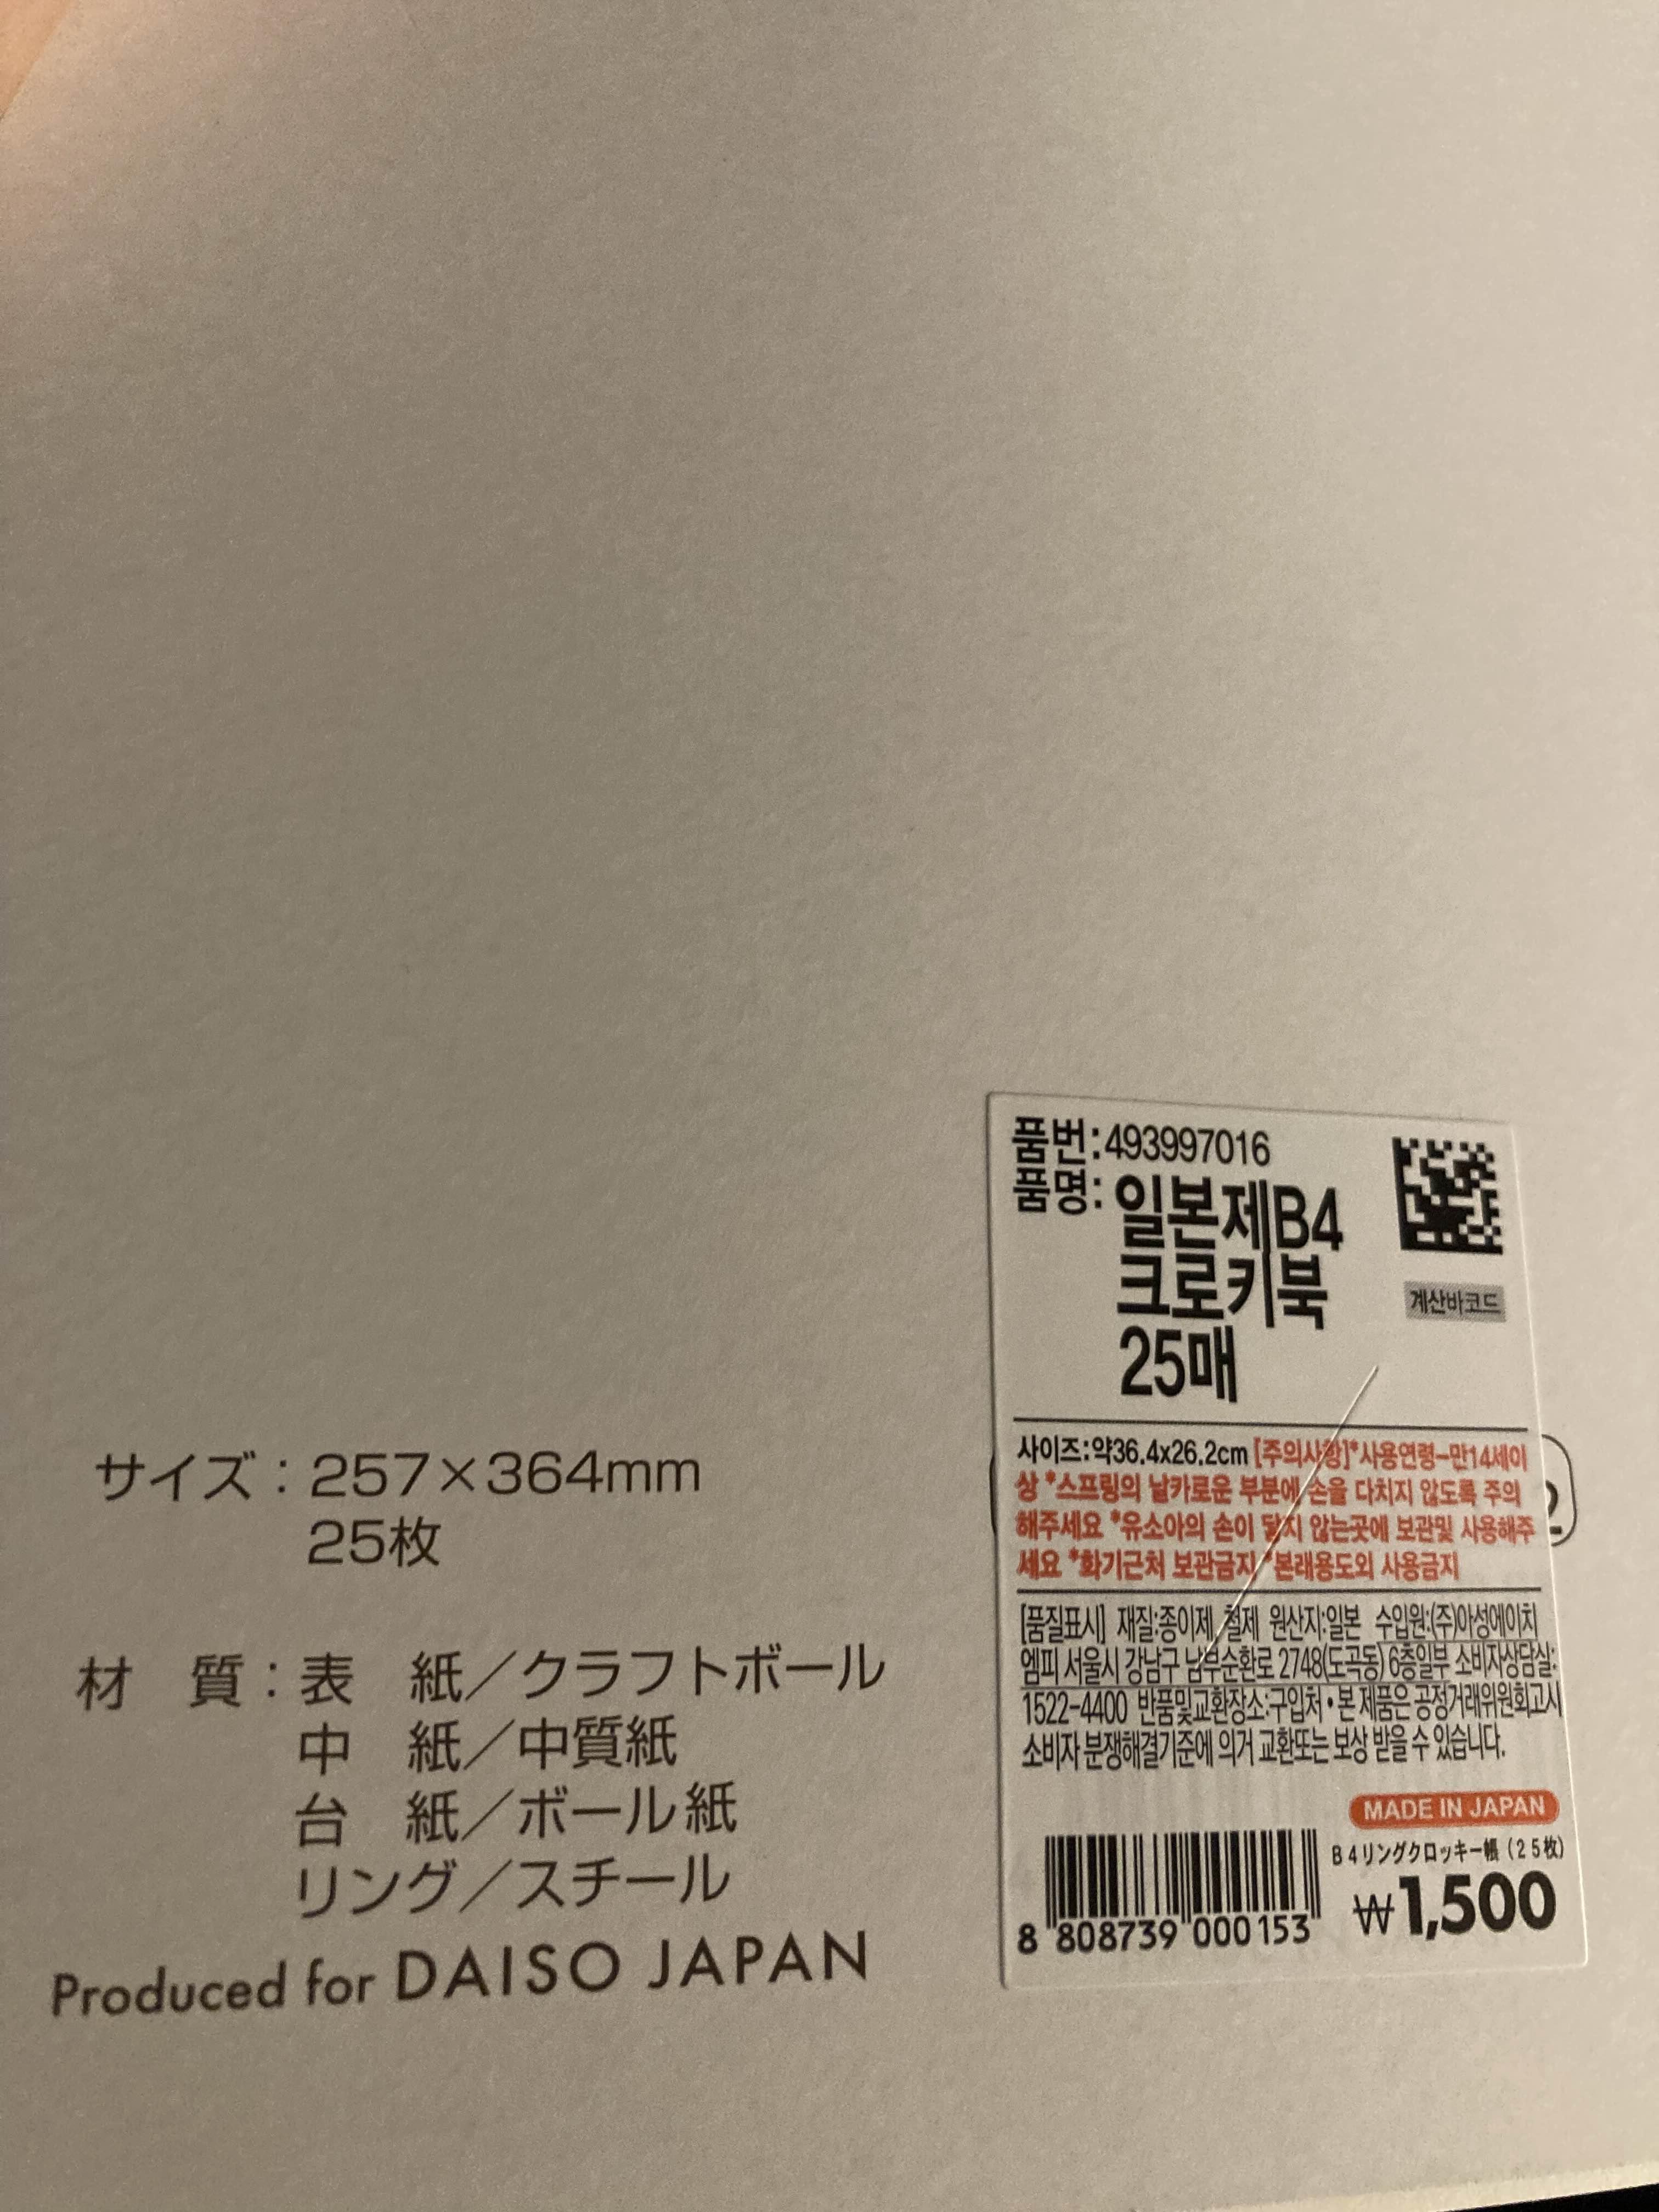 サイズ：257×364mm
25枚
材　質：表　紙／クラフトボール
中　紙／中質紙
台　紙／ボール紙
リング／スチール
Produced for DAISO JAPAN
품번:493997016
품명: 일본제B4
크로키북
25매
계산바코드
사이즈:약36.4x26.2cm [주의사항]*사용연령-만14세이
상 *스프링의 날카로운 부분에 손을 다치지 않도록 주의
해주세요 *유소아의 손이 닿지 않는곳에 보관및 사용해주
세요 *화기근처 보관금지 *본래용도외 사용금지
[품질표시] 재질:종이제, 철제 원산지:일본 수입원:(주)아성에이치
엠피 서울시 강남구 남부순환로 2748(도곡동) 6층일부 소비자상담실:
1522-4400 반품및교환장소:구입처 • 본 제품은 공정거래위원회고시
소비자 분쟁해결기준에 의거 교환또는 보상 받을 수 있습니다.
MADE IN JAPAN
B4リングクロッキー帳（25枚）
₩1,500
8 808739 000153
2